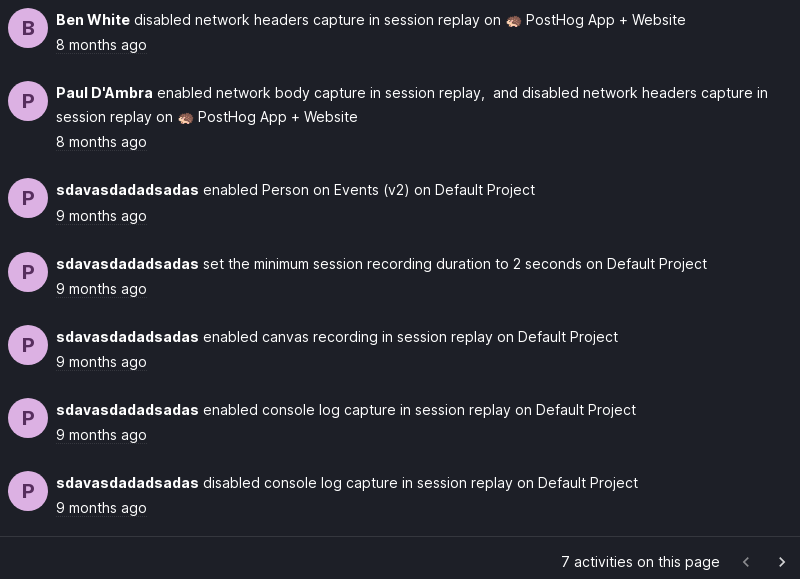 B
Ben White disabled network headers capture in session replay on 🦔 PostHog App + Website
8 months ago
P
Paul D'Ambra enabled network body capture in session replay,  and disabled network headers capture in
session replay on 🦔 PostHog App + Website
8 months ago
P
sdavasdadadsadas enabled Person on Events (v2) on Default Project
9 months ago
P
sdavasdadadsadas set the minimum session recording duration to 2 seconds on Default Project
9 months ago
P
sdavasdadadsadas enabled canvas recording in session replay on Default Project
9 months ago
P
sdavasdadadsadas enabled console log capture in session replay on Default Project
9 months ago
P
sdavasdadadsadas disabled console log capture in session replay on Default Project
9 months ago
7 activities on this page